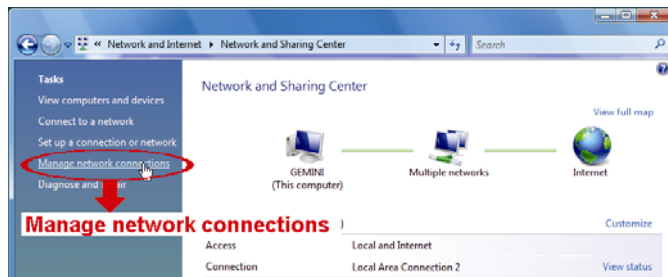 « Network and Internet ▸ Network and Sharing Center
Search
Tasks
View computers and devices
Connect to a network
Set up a connection or network
Manage network connections
Diagnose and
Network and Sharing Center
View full map
GEMINI
(This computer)
Multiple networks
Internet
Manage network connections
)
Customize
Access
Local and Internet
Connection
Local Area Connection 2
View status